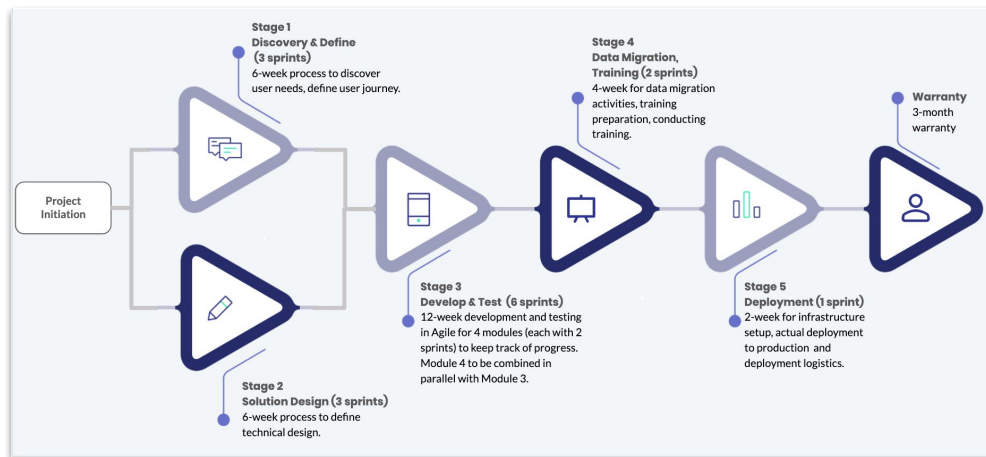 Project
Initiation
Stage 1
Discovery & Define
(3 sprints)
6-week process to discover
user needs, define user journey.
Stage 2
Solution Design (3 sprints)
6-week process to define
technical design.
Stage 3
Develop & Test (6 sprints)
12-week development and testing
in Agile for 4 modules (each with 2
sprints) to keep track of progress.
Module 4 to be combined in
parallel with Module 3.
Stage 4
Data Migration,
Training (2 sprints)
4-week for data migration
activities, training
preparation, conducting
training.
Stage 5
Deployment (1 sprint)
2-week for infrastructure
setup, actual deployment
to production and
deployment logistics.
Warranty
3-month
warranty